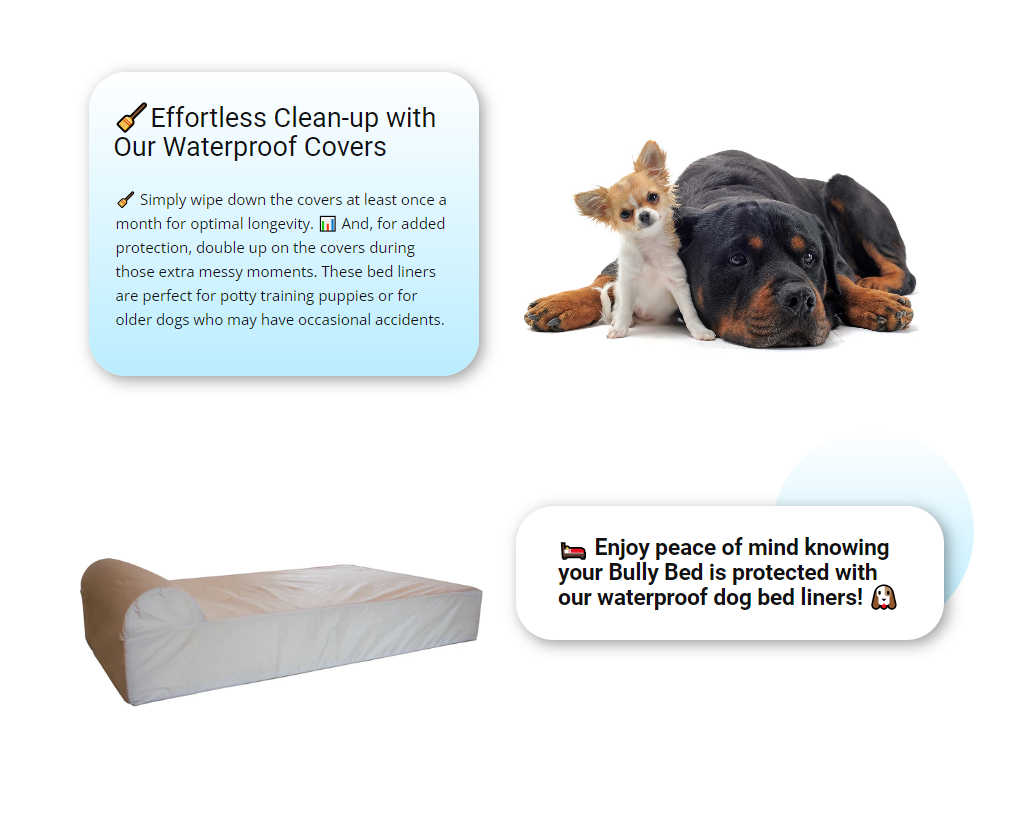 🖌️Effortless Clean-up with
Our Waterproof Covers
🖌️ Simply wipe down the covers at least once a
month for optimal longevity. 📊 And, for added
protection, double up on the covers during
those extra messy moments. These bed liners
are perfect for potty training puppies or for
older dogs who may have occasional accidents.
🛏️ Enjoy peace of mind knowing
your Bully Bed is protected with
our waterproof dog bed liners! 🐶